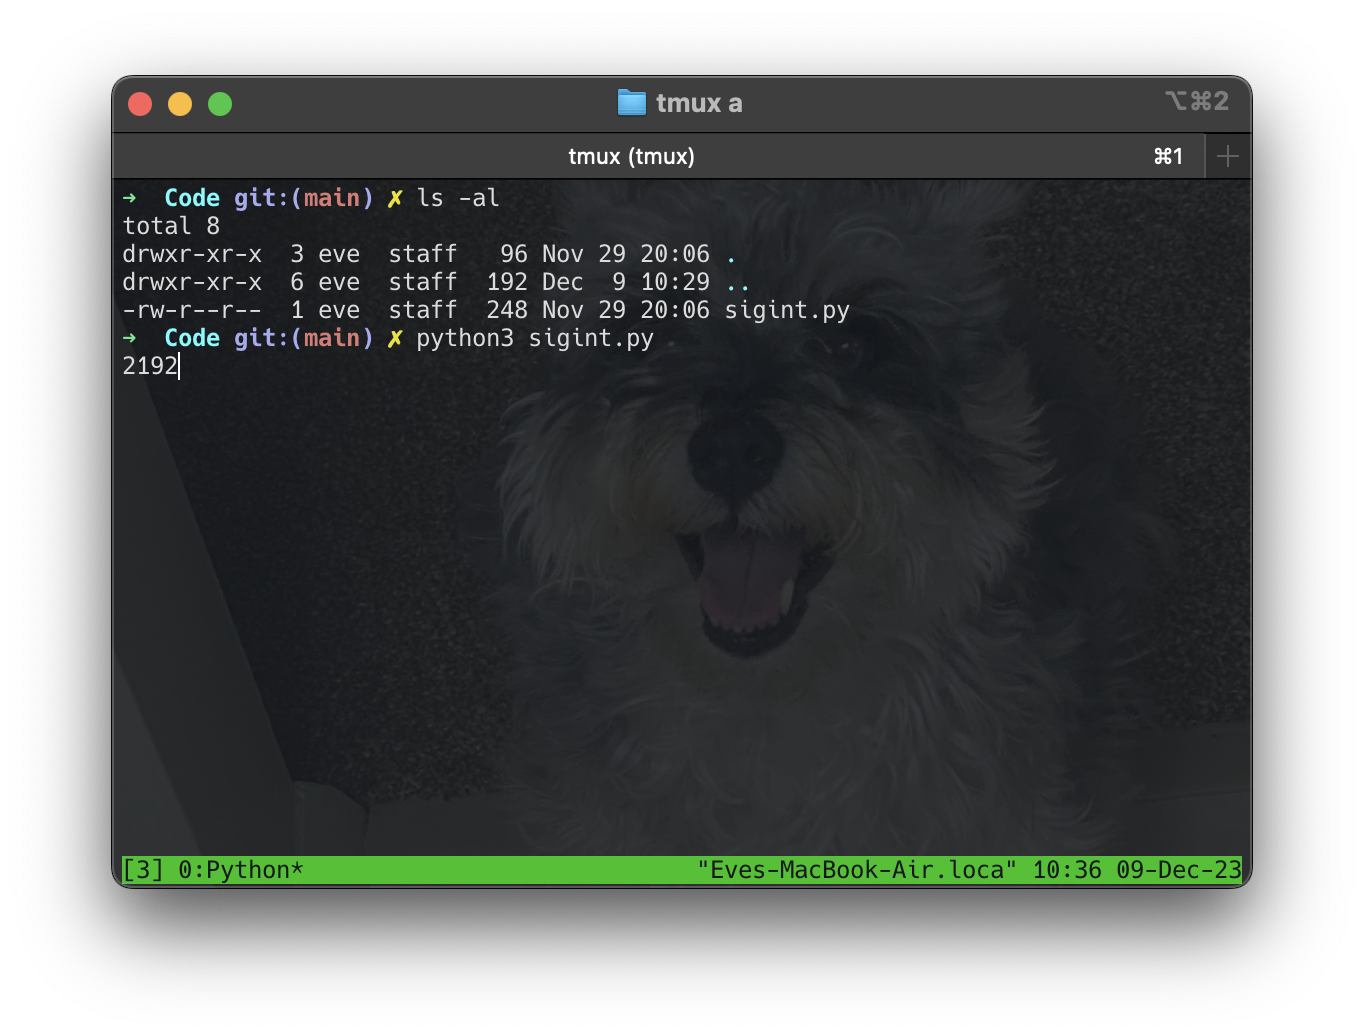 tmux a ⌥⌘2
tmux (tmux) ⌘1 +
➜  Code git:(main) ✗ ls -al
total 8
drwxr-xr-x  3 eve  staff   96 Nov 29 20:06 .
drwxr-xr-x  6 eve  staff  192 Dec  9 10:29 ..
-rw-r--r--  1 eve  staff  248 Nov 29 20:06 sigint.py
➜  Code git:(main) ✗ python3 sigint.py
2192
[3] 0:Python* "Eves-MacBook-Air.loca" 10:36 09-Dec-23